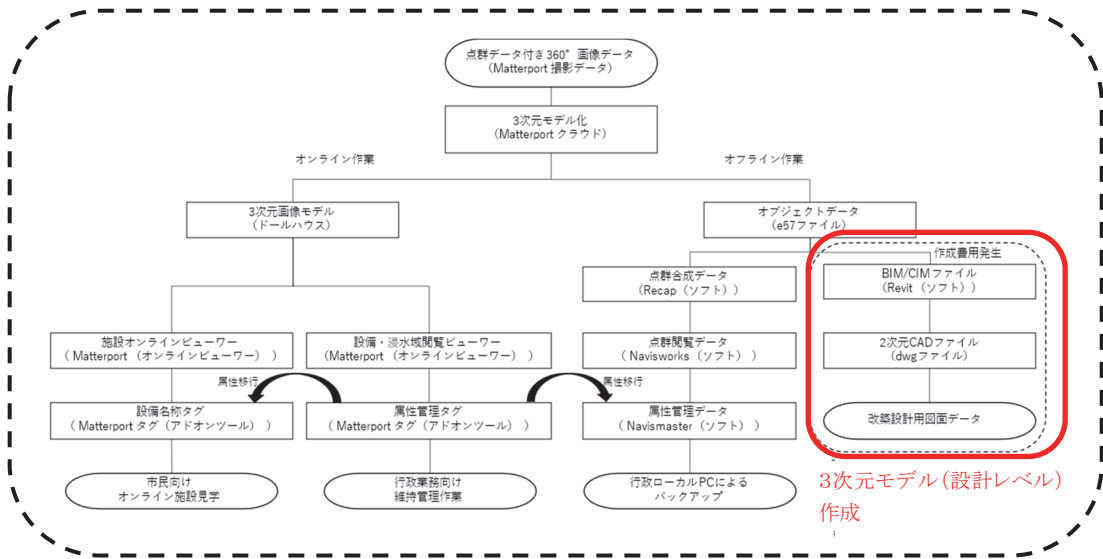 点群データ付き360°画像データ
（Matterport 撮影データ）
3次元モデル化
（Matterport クラウド）
オンライン作業
オフライン作業
3次元画像モデル
（ドールハウス）
オブジェクトデータ
（e57ファイル）
作成費用発生
点群合成データ
（Recap（ソフト））
BIM/CIMファイル
（Revit（ソフト））
施設オンラインビューワー
（ Matterport （オンラインビューワー） ）
設備・浸水域閲覧ビューワー
（Matterport （オンラインビューワー） ）
点群閲覧データ
（ Navisworks （ソフト） ）
2次元CADファイル
（dwgファイル）
属性移行
属性移行
設備名称タグ
（ Matterport タグ（アドオンツール） ）
属性管理タグ
（ Matterport タグ（アドオンツール） ）
属性管理データ
（ Navismaster （ソフト） ）
改築設計用図面データ
市民向け
オンライン施設見学
行政業務向け
維持管理作業
行政ローカルPCによる
バックアップ
3次元モデル（設計レベル）
作成